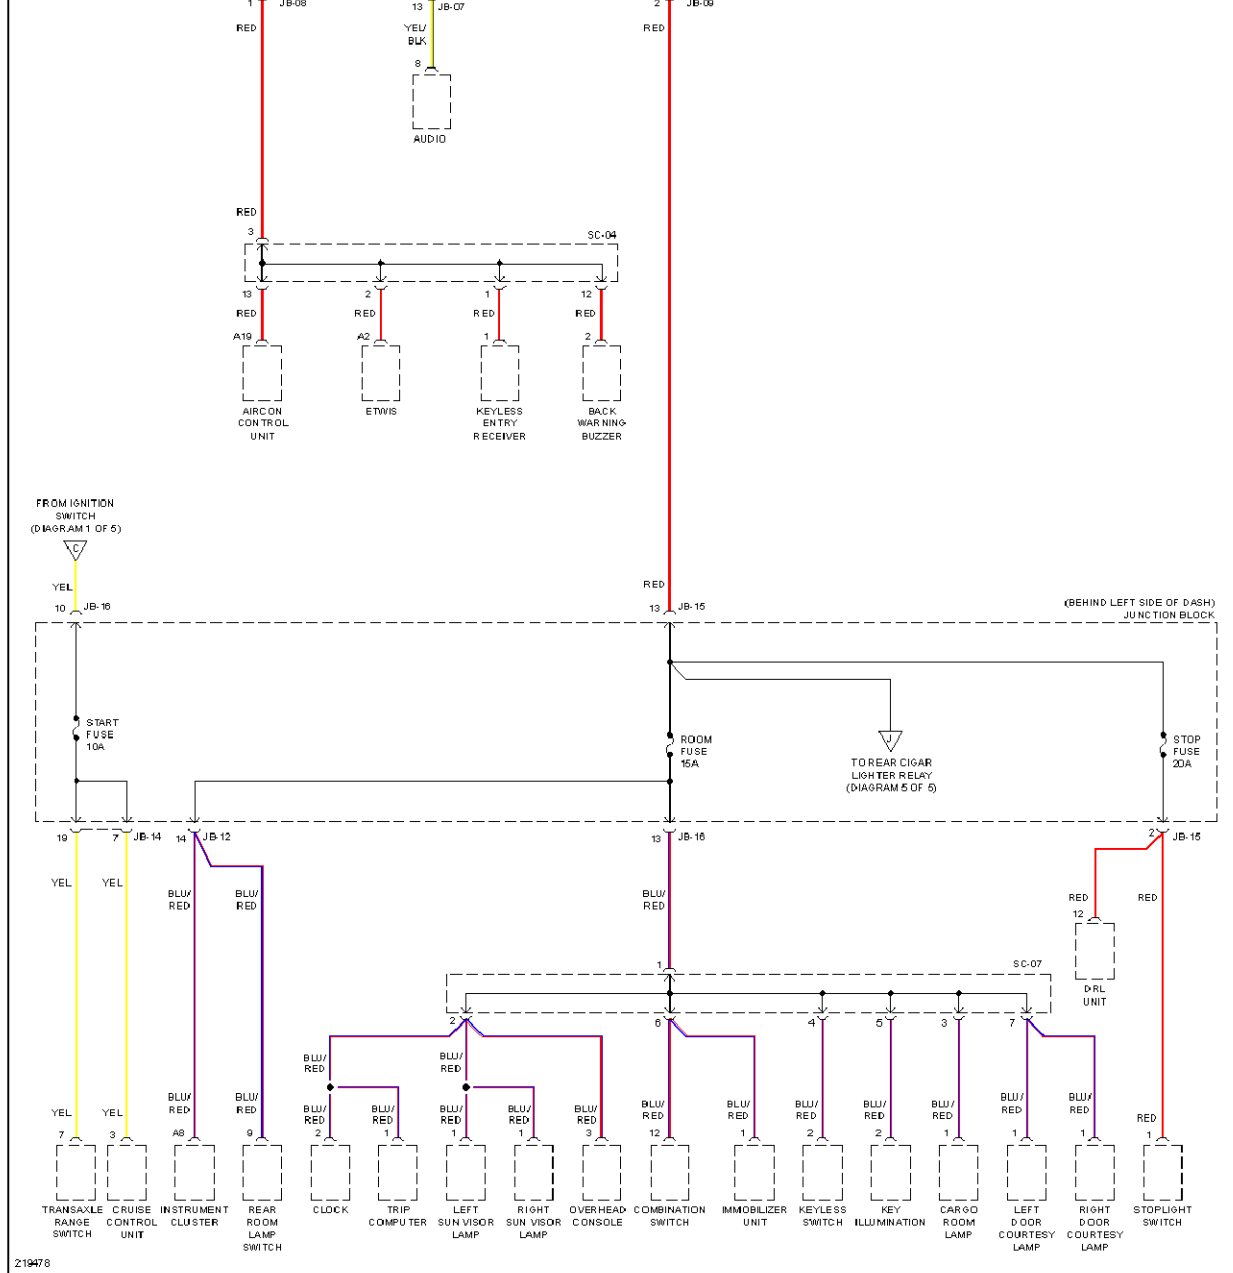 1 JB-08
13 JB-07
2 JB-09
RED
YEL/
BLK
RED
8
AUDIO
RED
3
SC-04
13
2
1
12
RED
RED
RED
RED
A19
A2
1
2
AIRCON
CONTROL
UNIT
ETWIS
KEYLESS
ENTRY
RECEIVER
BACK
WARNING
BUZZER
FROM IGNITION
SWITCH
(DIAGRAM 1 OF 5)
C
YEL
10 JB-16
RED
13 JB-15
(BEHIND LEFT SIDE OF DASH)
JUNCTION BLOCK
START
FUSE
10A
ROOM
FUSE
15A
J
TO REAR CIGAR
LIGHTER RELAY
(DIAGRAM 5 OF 5)
STOP
FUSE
20A
19
7 JB-14
14 JB-12
13 JB-16
2 JB-15
YEL
YEL
BLU/
RED
BLU/
RED
BLU/
RED
RED
RED
12
DRL
UNIT
1
SC-07
2
6
4
5
3
7
BLU/
RED
BLU/
RED
YEL
YEL
BLU/
RED
BLU/
RED
BLU/
RED
BLU/
RED
BLU/
RED
BLU/
RED
BLU/
RED
BLU/
RED
BLU/
RED
BLU/
RED
BLU/
RED
BLU/
RED
BLU/
RED
BLU/
RED
RED
7
3
A8
9
2
1
1
1
3
12
1
2
2
1
1
1
1
TRANSAXLE
RANGE
SWITCH
CRUISE
CONTROL
UNIT
INSTRUMENT
CLUSTER
REAR
ROOM
LAMP
SWITCH
CLOCK
TRIP
COMPUTER
LEFT
SUN VISOR
LAMP
RIGHT
SUN VISOR
LAMP
OVERHEAD
CONSOLE
COMBINATION
SWITCH
IMMOBILIZER
UNIT
KEYLESS
SWITCH
KEY
ILLUMINATION
CARGO
ROOM
LAMP
LEFT
DOOR
COURTESY
LAMP
RIGHT
DOOR
COURTESY
LAMP
STOPLIGHT
SWITCH
219478